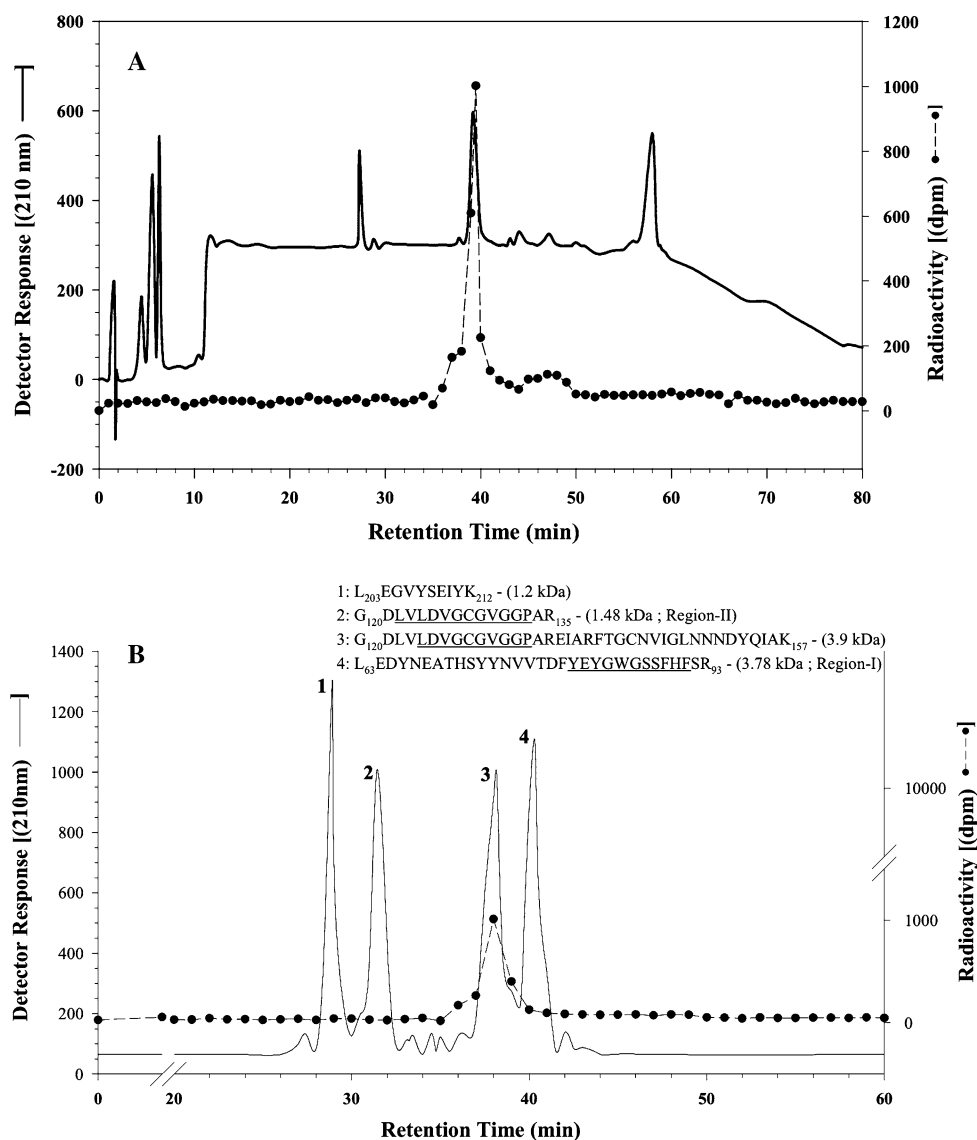 A
800
600
400
200
0
-200
Detector Response [(210 nm) ]
1200
1000
800
600
400
200
0
Radioactivity [(dpm) ]
0 10 20 30 40 50 60 70 80
Retention Time (min)
1: L203EGVYSEIYK212 - (1.2 kDa)
2: G120DLVLDVGCGVGGPAR135 - (1.48 kDa ; Region-II)
3: G120DLVLDVGCGVGGPAREIARFTGCNVIGLNNNDYQIAK157 - (3.9 kDa)
4: L63EDYNEATHSYYNVVTDFYEYGWGSSFHFSR93 - (3.78 kDa ; Region-I)
B
1400
1200
1000
800
600
400
200
0
Detector Response [(210nm) ]
1
2
3
4
10000
1000
0
Radioactivity [(dpm) ]
0 20 30 40 50 60
Retention Time (min)